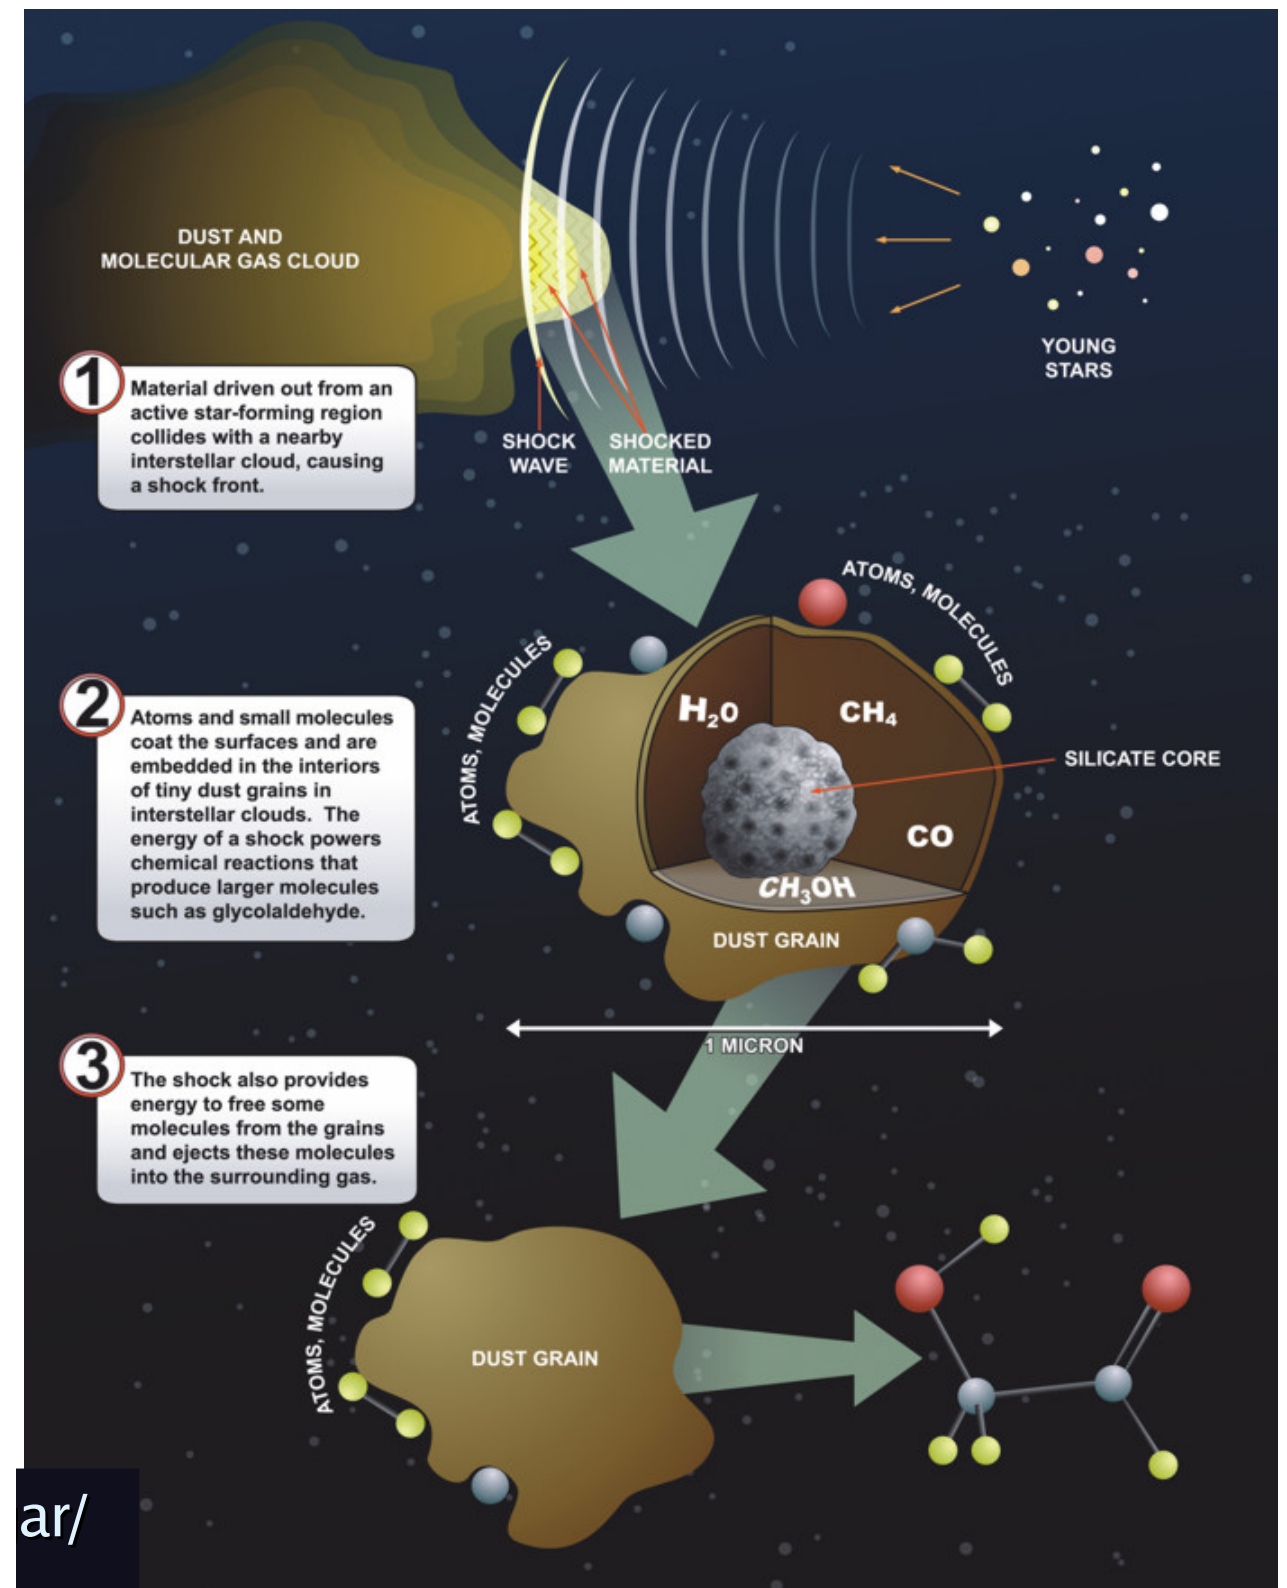 DUST AND
MOLECULAR GAS CLOUD
YOUNG
STARS
1
Material driven out from an
active star-forming region
collides with a nearby
interstellar cloud, causing
a shock front.
SHOCK
WAVE
SHOCKED
MATERIAL
ATOMS, MOLECULES
ATOMS, MOLECULES
2
Atoms and small molecules
coat the surfaces and are
embedded in the interiors
of tiny dust grains in
interstellar clouds. The
energy of a shock powers
chemical reactions that
produce larger molecules
such as glycolaldehyde.
H₂O
CH₄
SILICATE CORE
CO
CH₃OH
DUST GRAIN
1 MICRON
3
The shock also provides
energy to free some
molecules from the grains
and ejects these molecules
into the surrounding gas.
ATOMS, MOLECULES
DUST GRAIN
ar/